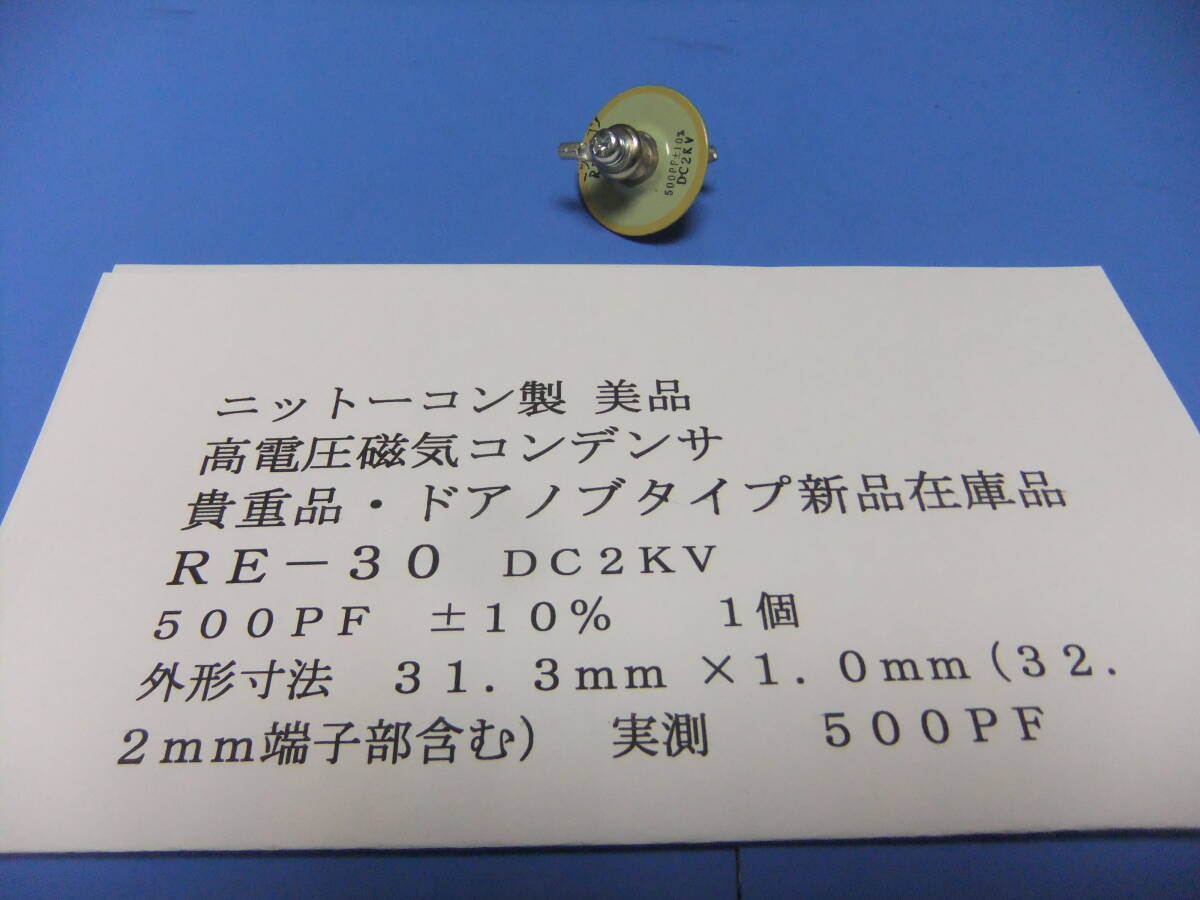 500PF±10%
DC2KV
ニットーコン製 美品
高電圧磁気コンデンサ
貴重品・ドアノブタイプ新品在庫品
ＲＥ－３０　ＤＣ２ＫＶ
５００ＰＦ　±１０％　　１個
外形寸法　３１．３ｍｍ ×１．０ｍｍ（３２．
２ｍｍ端子部含む）　実測　　５００ＰＦ